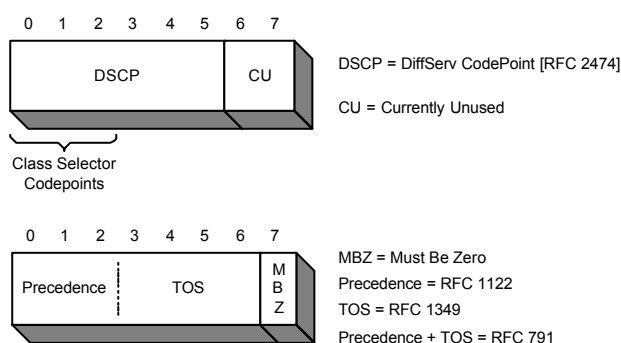 0 1 2 3 4 5 6 7
DSCP CU
DSCP = DiffServ CodePoint [RFC 2474]
CU = Currently Unused
Class Selector
Codepoints
0 1 2 3 4 5 6 7
Precedence TOS
M
B
Z
MBZ = Must Be Zero
Precedence = RFC 1122
TOS = RFC 1349
Precedence + TOS = RFC 791